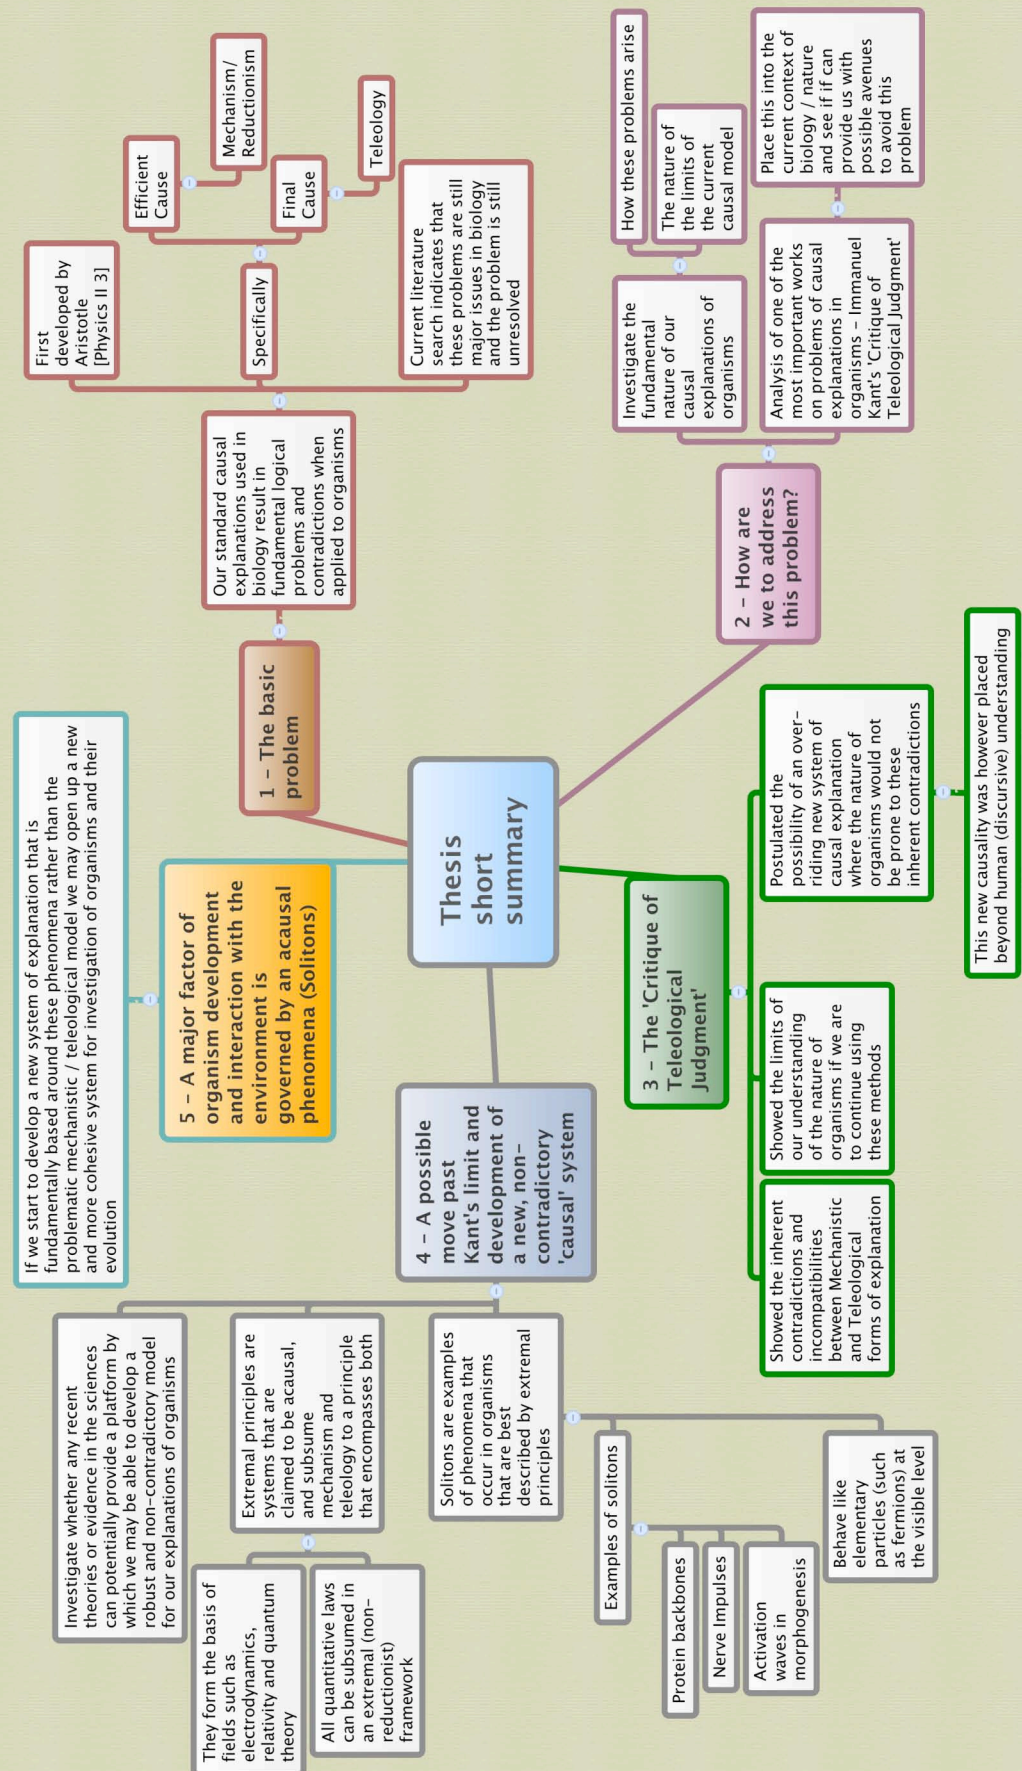 Thesis
short
summary
1 – The basic
problem
Our standard causal
explanations used in
biology result in
fundamental logical
problems and
contradictions when
applied to organisms
First
developed by
Aristotle
[Physics II 3]
Specifically
Efficient
Cause
Mechanism/
Reductionism
Final
Cause
Teleology
Current literature
search indicates that
these problems are still
major issues in biology
and the problem is still
unresolved
2 – How are
we to address
this problem?
Investigate the
fundamental
nature of our
causal
explanations of
organisms
How these problems arise
The nature of
the limits of
the current
causal model
Analysis of one of the
most important works
on problems of causal
explanations in
organisms – Immanuel
Kant's 'Critique of
Teleological Judgment'
Place this into the
current context of
biology / nature
and see if if can
provide us with
possible avenues
to avoid this
problem
3 – The 'Critique of
Teleological
Judgment'
Showed the inherent
contradictions and
incompatibilities
between Mechanistic
and Teleological
forms of explanation
Showed the limits of
our understanding
of the nature of
organisms if we are
to continue using
these methods
Postulated the
possibility of an over–
riding new system of
causal explanation
where the nature of
organisms would not
be prone to these
inherent contradictions
This new causality was however placed
beyond human (discursive) understanding
4 – A possible
move past
Kant's limit and
development of
a new, non–
contradictory
'causal' system
Investigate whether any recent
theories or evidence in the sciences
can potentially provide a platform by
which we may be able to develop a
robust and non–contradictory model
for our explanations of organisms
Extremal principles are
systems that are
claimed to be acausal,
and subsume
mechanism and
teleology to a principle
that encompasses both
They form the basis of
fields such as
electrodynamics,
relativity and quantum
theory
All quantitative laws
can be subsumed in
an extremal (non–
reductionist)
framework
Solitons are examples
of phenomena that
occur in organisms
that are best
described by extremal
principles
Examples of solitons
Protein backbones
Nerve Impulses
Activation
waves in
morphogenesis
Behave like
elementary
particles (such
as fermions) at
the visible level
5 – A major factor of
organism development
and interaction with the
environment is
governed by an acausal
phenomena (Solitons)
If we start to develop a new system of explanation that is
fundamentally based around these phenomena rather than the
problematic mechanistic / teleological model we may open up a new
and more cohesive system for investigation of organisms and their
evolution